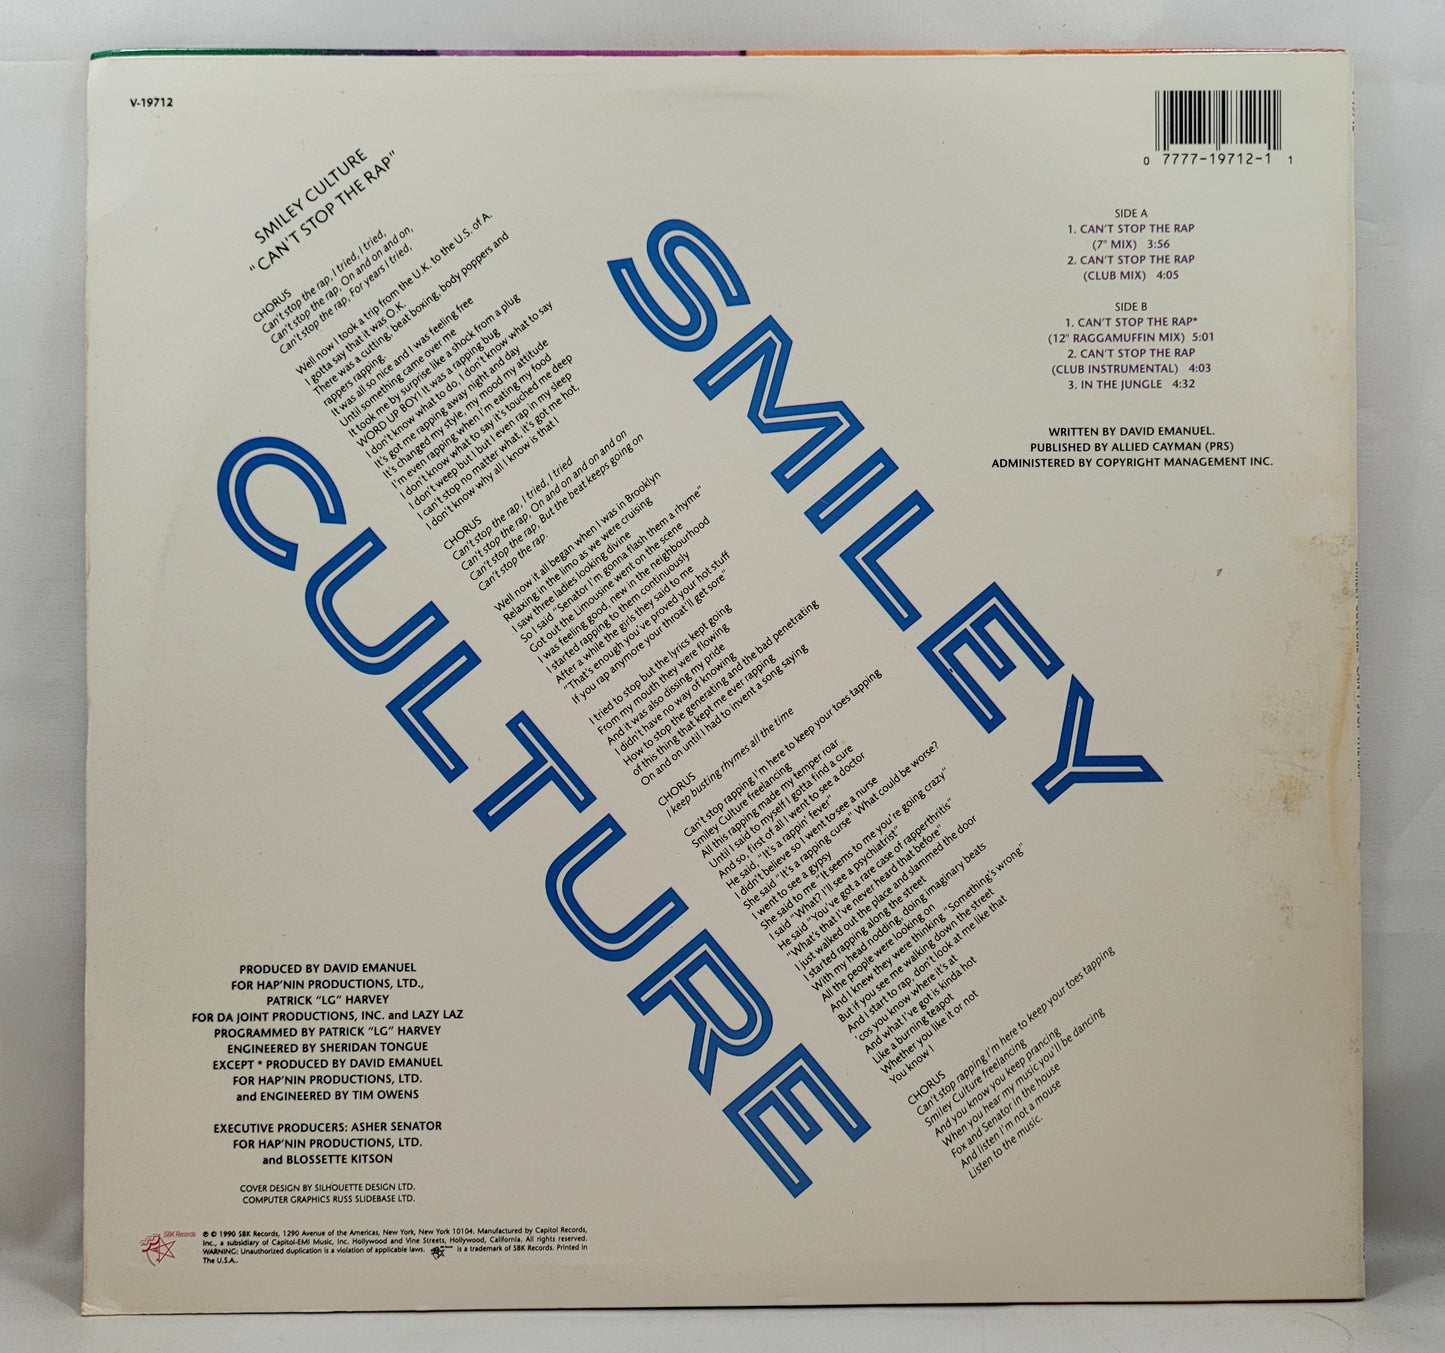 V-19712
0 7777-19712-1 1
SMILEY CULTURE
"CAN'T STOP THE RAP"
CHORUS
Can't stop the rap, I tried, I tried,
Can't stop the rap, On and on and on,
Can't stop the rap, For years I tried,
Well now I took a trip from the U.K. to the U.S. of A.
I gotta say that it was O.K.
There was a cutting, beat boxing, body poppers and
rappers rapping.
It was all so nice and I was feeling free
Until something came over me
It took me by surprise like a shock from a plug
WORD UP BOY! It was a rapping bug
I don't know what to do, I don't know what to say
It's got me rapping away night and day
It's changed my style, my mood my attitude
I'm even rapping when I'm eating my food
I don't know what to say it's touched me deep
I don't weep but I even rap in my sleep
I can't stop no matter what, it's got me hot,
I don't know why all I know is that I
CHORUS
Can't stop the rap, I tried, I tried
Can't stop the rap, On and on and on and on
Can't stop the rap, But the beat keeps going on
Can't stop the rap.
Well now it all began when I was in Brooklyn
Relaxing in the limo as we were cruising
I saw three ladies looking divine
So I said "Senator I'm gonna flash them a rhyme"
Got out the Limousine went on the scene
I was feeling good, new in the neighbourhood
I started rapping to them continuously
After a while the girls they said to me
"That's enough you've proved your hot stuff
If you rap anymore your throat'll get sore"
I tried to stop but the lyrics kept going
From my mouth they were flowing
And it was also dissing my pride
I didn't have no way of knowing
How to stop the generating and the bad penetrating
of this thing that kept me ever rapping
On and on until I had to invent a song saying
CHORUS
I keep busting rhymes all the time
Can't stop rapping I'm here to keep your toes tapping
Smiley Culture freelancing
All this rapping made my temper roar
Until I said to myself I gotta find a cure
And so, first of all I went to see a doctor
He said, "It's a rappin' fever"
I didn't believe so I went to see a nurse
She said "It's a rapping curse" What could be worse?
I went to see a gypsy
She said to me "It seems to me you're going crazy"
I said "What? I'll see a psychiatrist"
He said "You've got a rare case of rapperthritis"
"What's that I've never heard that before"
I just walked out the place and slammed the door
I started rapping along the street
With my head nodding, doing imaginary beats
All the people were looking on
And I knew they were thinking "Something's wrong"
But if you see me walking down the street
And I start to rap, don't look at me like that
'cos you know where it's at
And what I've got is kinda hot
Like a burning teapot
Whether you like it or not
You know I
CHORUS
Can't stop rapping I'm here to keep your toes tapping
Smiley Culture freelancing
And you know you keep prancing
When you hear my music you'll be dancing
Fox and Senator in the house
And listen I'm not a mouse
Listen to the music.
SMILEY
CULTURE
SIDE A
1. CAN'T STOP THE RAP
(7" MIX) 3:56
2. CAN'T STOP THE RAP
(CLUB MIX) 4:05
SIDE B
1. CAN'T STOP THE RAP*
(12" RAGGAMUFFIN MIX) 5:01
2. CAN'T STOP THE RAP
(CLUB INSTRUMENTAL) 4:03
3. IN THE JUNGLE 4:32
WRITTEN BY DAVID EMANUEL.
PUBLISHED BY ALLIED CAYMAN (PRS)
ADMINISTERED BY COPYRIGHT MANAGEMENT INC.
PRODUCED BY DAVID EMANUEL
FOR HAP'NIN PRODUCTIONS, LTD.,
PATRICK "LG" HARVEY
FOR DA JOINT PRODUCTIONS, INC. and LAZY LAZ
PROGRAMMED BY PATRICK "LG" HARVEY
ENGINEERED BY SHERIDAN TONGUE
EXCEPT * PRODUCED BY DAVID EMANUEL
FOR HAP'NIN PRODUCTIONS, LTD.
and ENGINEERED BY TIM OWENS
EXECUTIVE PRODUCERS: ASHER SENATOR
FOR HAP'NIN PRODUCTIONS, LTD.
and BLOSSETTE KITSON
COVER DESIGN BY SILHOUETTE DESIGN LTD.
COMPUTER GRAPHICS RUSS SLIDEBASE LTD.
SBK Records
℗ © 1990 SBK Records, 1290 Avenue of the Americas, New York, New York 10104. Manufactured by Capitol Records,
Inc., a subsidiary of Capitol-EMI Music, Inc. Hollywood and Vine Streets, Hollywood, California. All rights reserved.
WARNING: Unauthorized duplication is a violation of applicable laws. is a trademark of SBK Records. Printed in
The U.S.A..